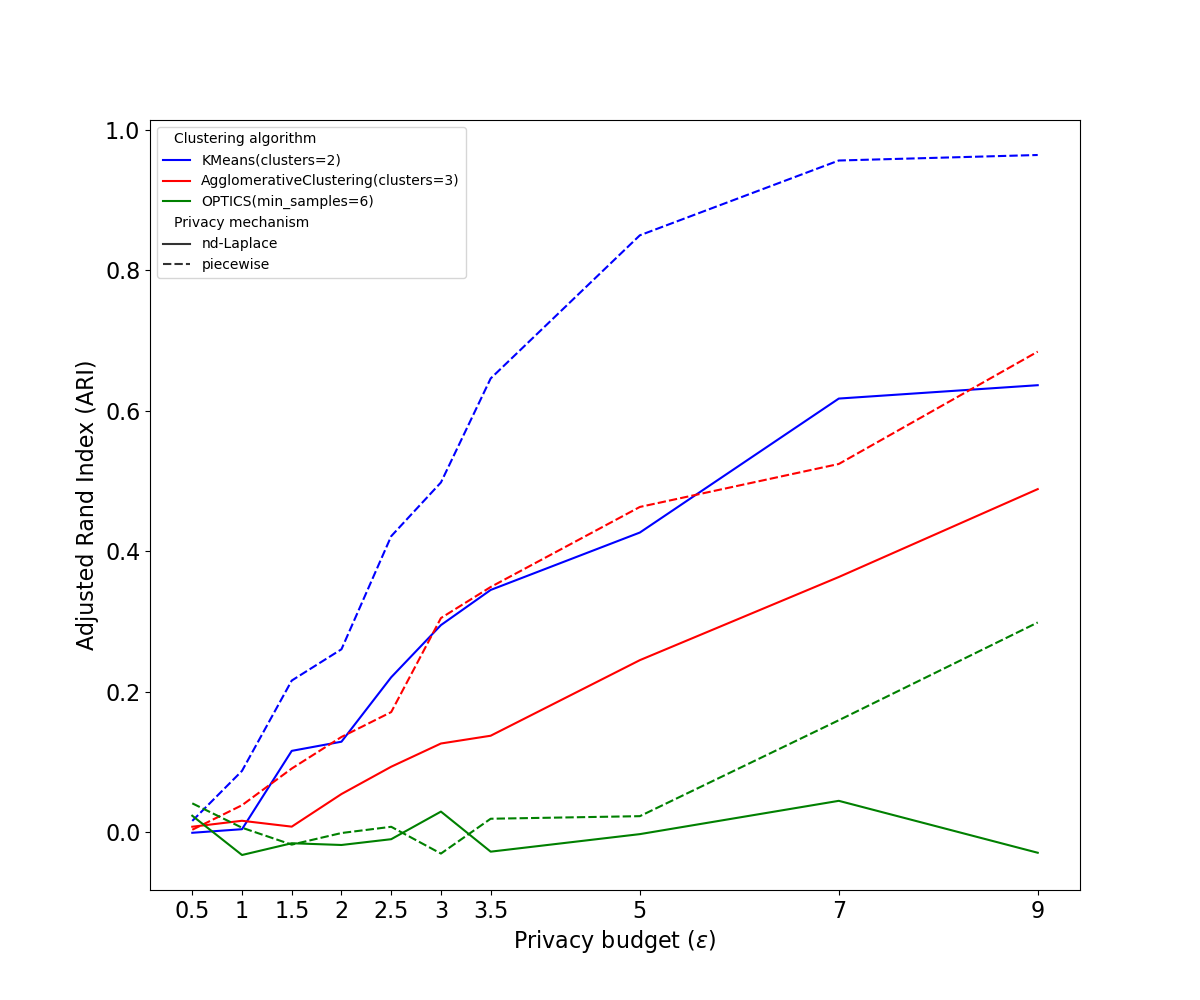 Clustering algorithm
KMeans(clusters=2)
AgglomerativeClustering(clusters=3)
OPTICS(min_samples=6)
Privacy mechanism
nd-Laplace
piecewise
Adjusted Rand Index (ARI)
1.0
0.8
0.6
0.4
0.2
0.0
0.5 1 1.5 2 2.5 3 3.5 5 7 9
Privacy budget (ε)